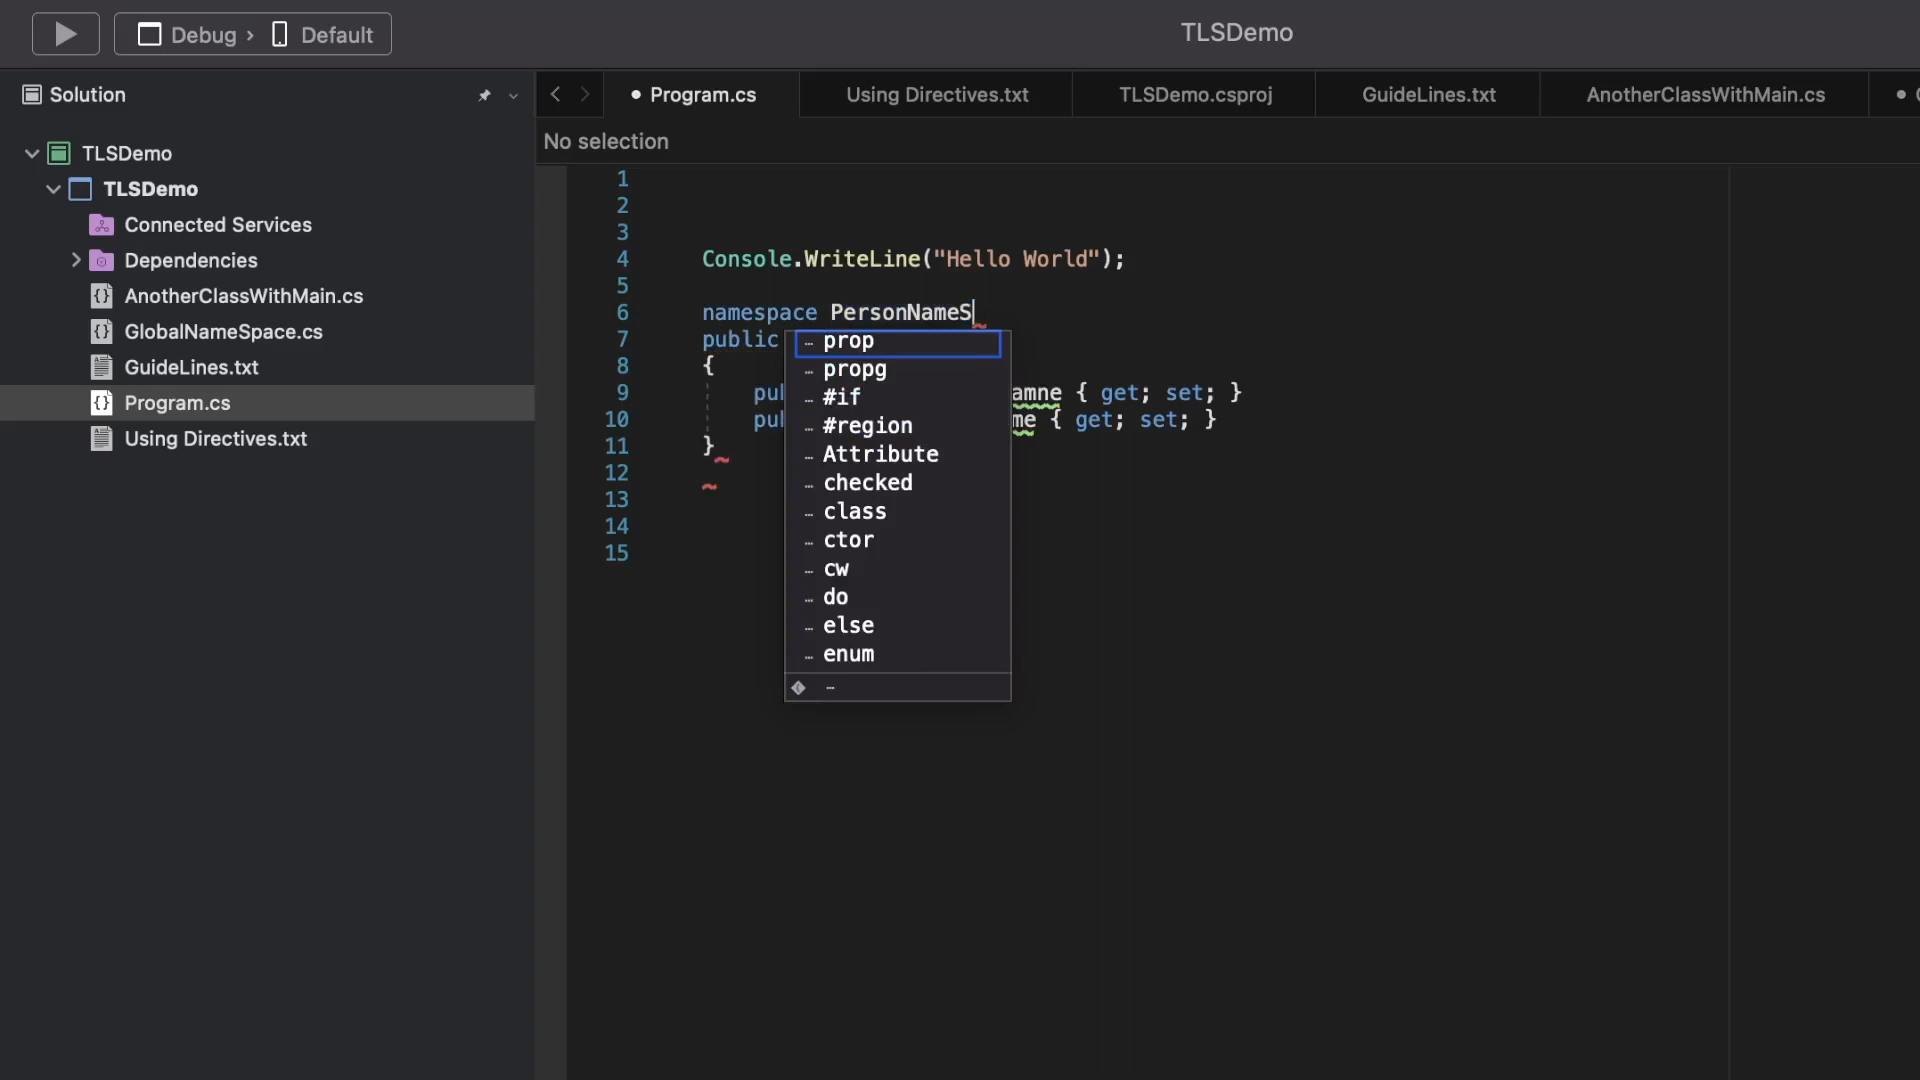 Debug › Default
TLSDemo
Solution
Program.cs
Using Directives.txt
TLSDemo.csproj
GuideLines.txt
AnotherClassWithMain.cs
No selection
TLSDemo
TLSDemo
Connected Services
Dependencies
AnotherClassWithMain.cs
GlobalNameSpace.cs
GuideLines.txt
Program.cs
Using Directives.txt
1
2
3
4 Console.WriteLine("Hello World");
5
6 namespace PersonNameS
7 public
8 {
9 pu amne { get; set; }
10 pu me { get; set; }
11 }
12
13
14
15
prop
propg
#if
#region
Attribute
checked
class
ctor
cw
do
else
enum